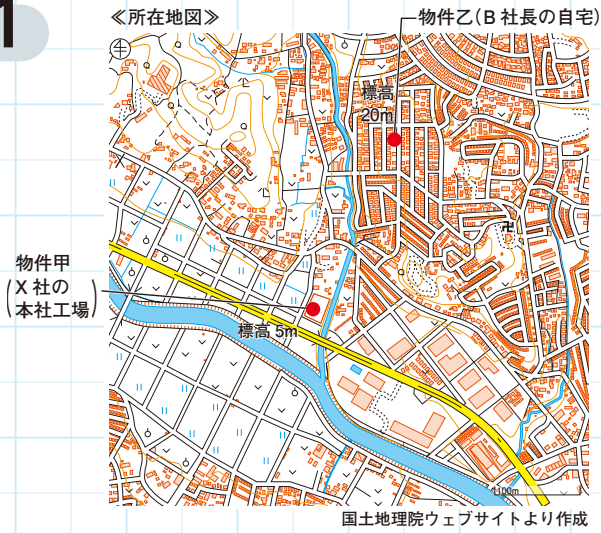 1
≪所在地図≫
物件乙(B 社長の自宅)
標高
20m
物件甲
(X 社の
本社工場)
標高 5m
100m
国土地理院ウェブサイトより作成